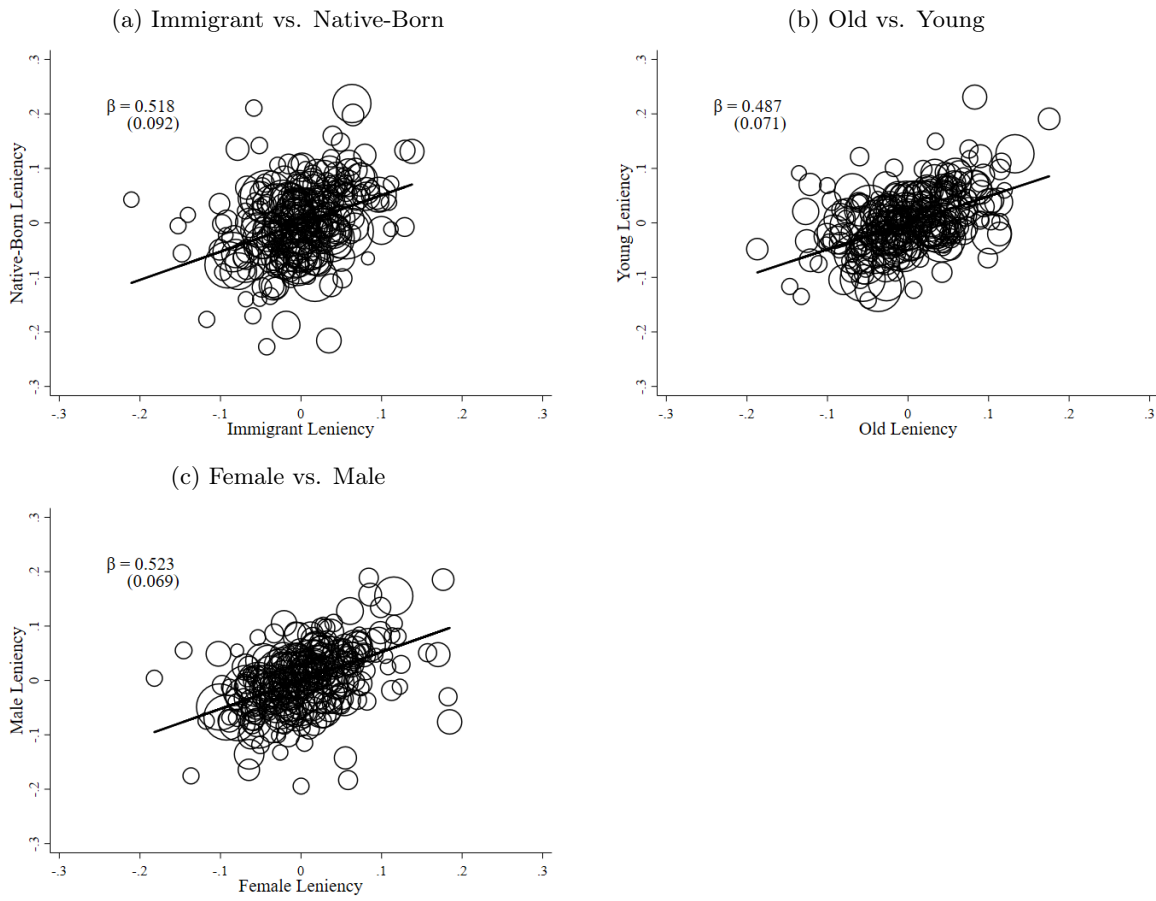 (a) Immigrant vs. Native-Born
β = 0.518
(0.092)
Native-Born Leniency
.3
.2
.1
0
-.1
-.2
-.3
-.3 -.2 -.1 0 .1 .2 .3
Immigrant Leniency
(b) Old vs. Young
β = 0.487
(0.071)
Young Leniency
.3
.2
.1
0
-.1
-.2
-.3
-.3 -.2 -.1 0 .1 .2 .3
Old Leniency
(c) Female vs. Male
β = 0.523
(0.069)
Male Leniency
.3
.2
.1
0
-.1
-.2
-.3
-.3 -.2 -.1 0 .1 .2 .3
Female Leniency